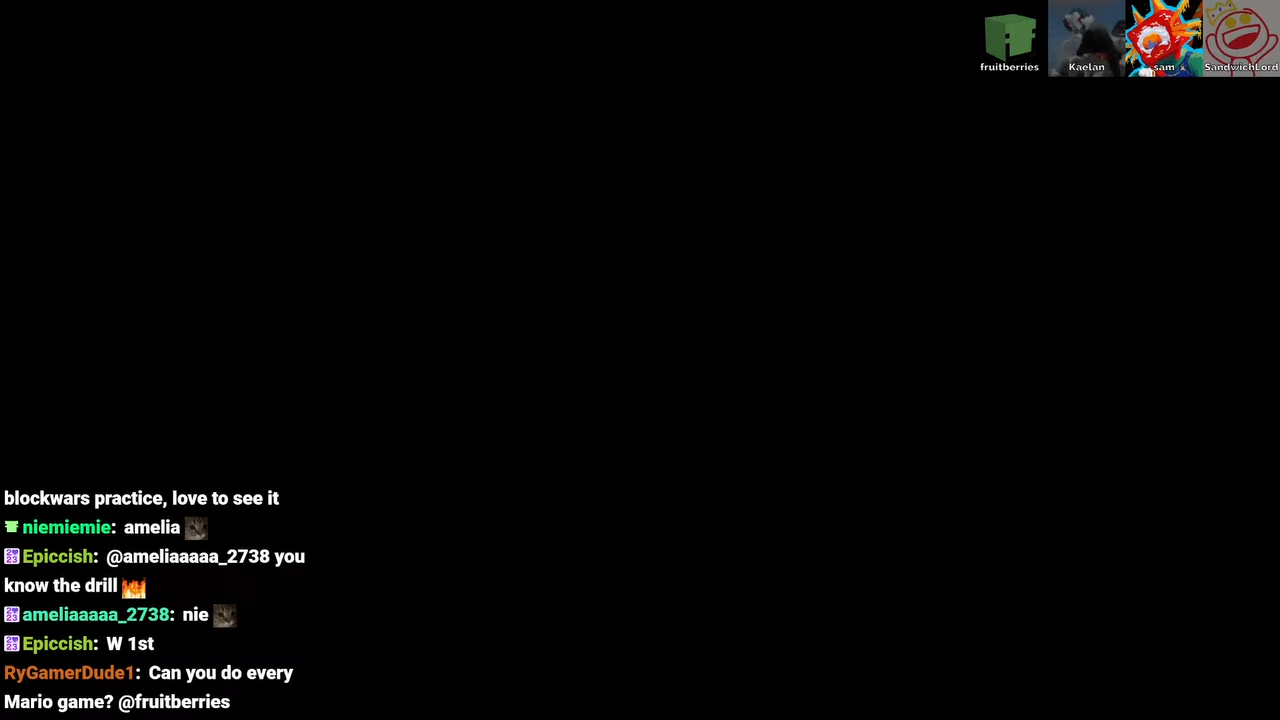 fruitberries Kaelan sam x SandwichLord
blockwars practice, love to see it
niemiemie: amelia
Epiccish: @ameliaaaaa_2738 you
know the drill
ameliaaaaa_2738: nie
Epiccish: W 1st
RyGamerDude1: Can you do every
Mario game? @fruitberries